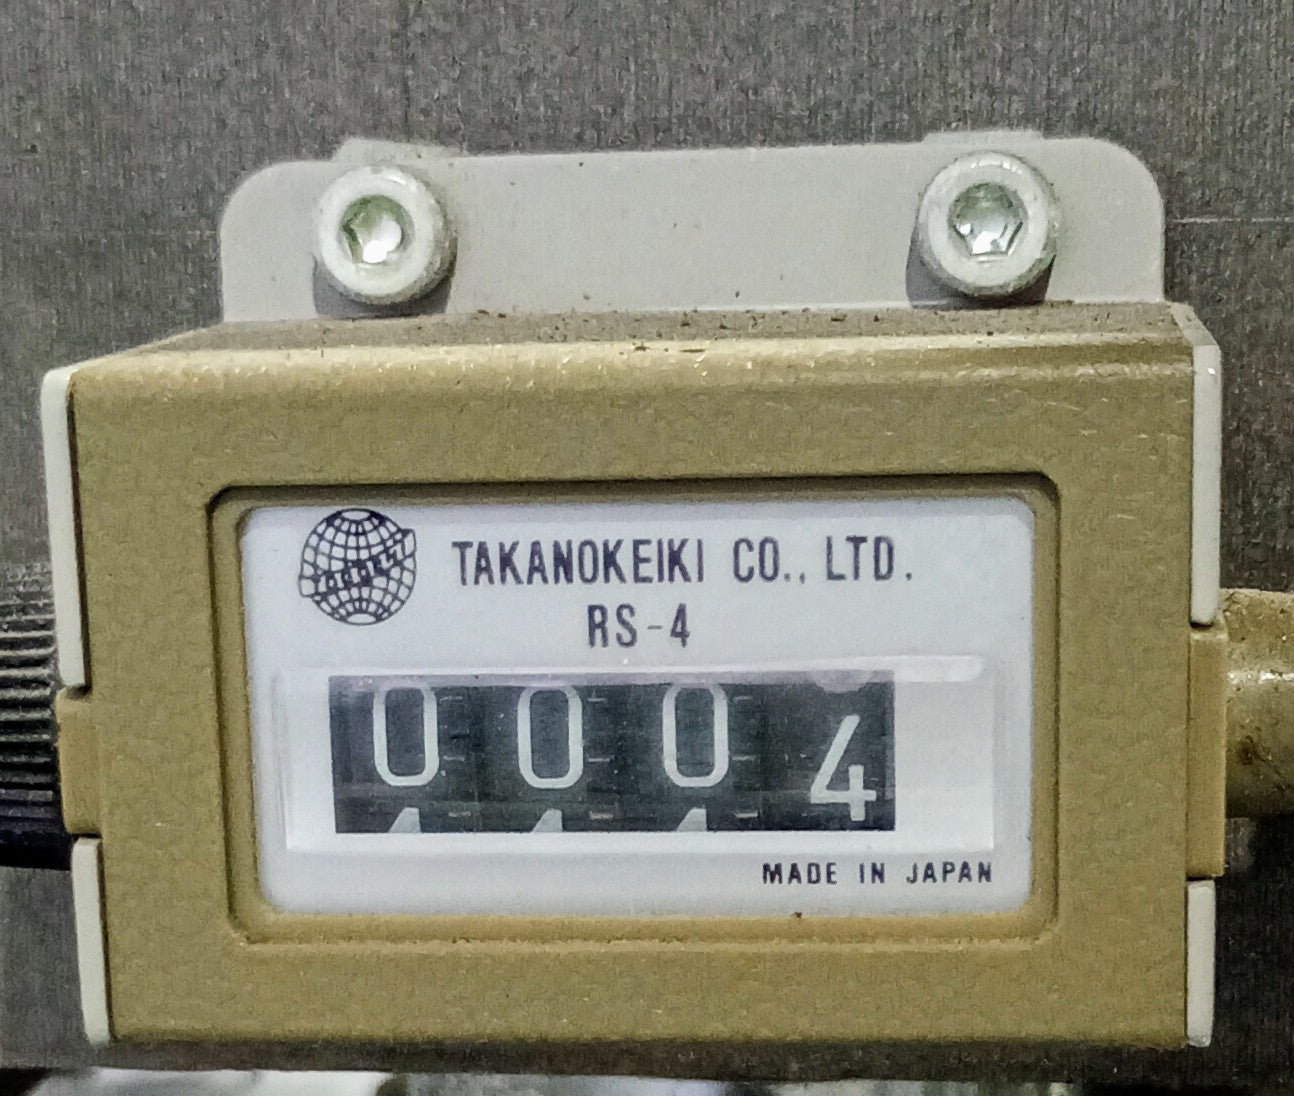 TAKANOKEIKI CO., LTD.
RS-4
0004
MADE IN JAPAN